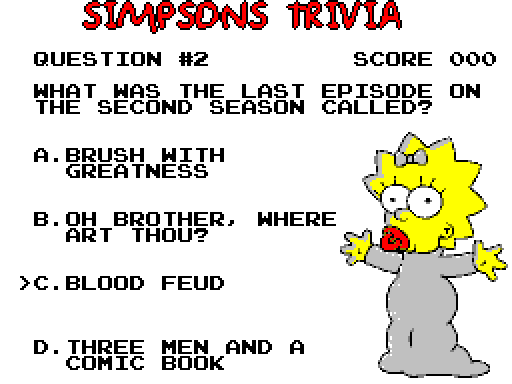 SIMPSONS TRIVIA
QUESTION #2 SCORE 000
WHAT WAS THE LAST EPISODE ON
THE SECOND SEASON CALLED?
A.BRUSH WITH
GREATNESS
B.OH BROTHER, WHERE
ART THOU?
>C.BLOOD FEUD
D.THREE MEN AND A
COMIC BOOK